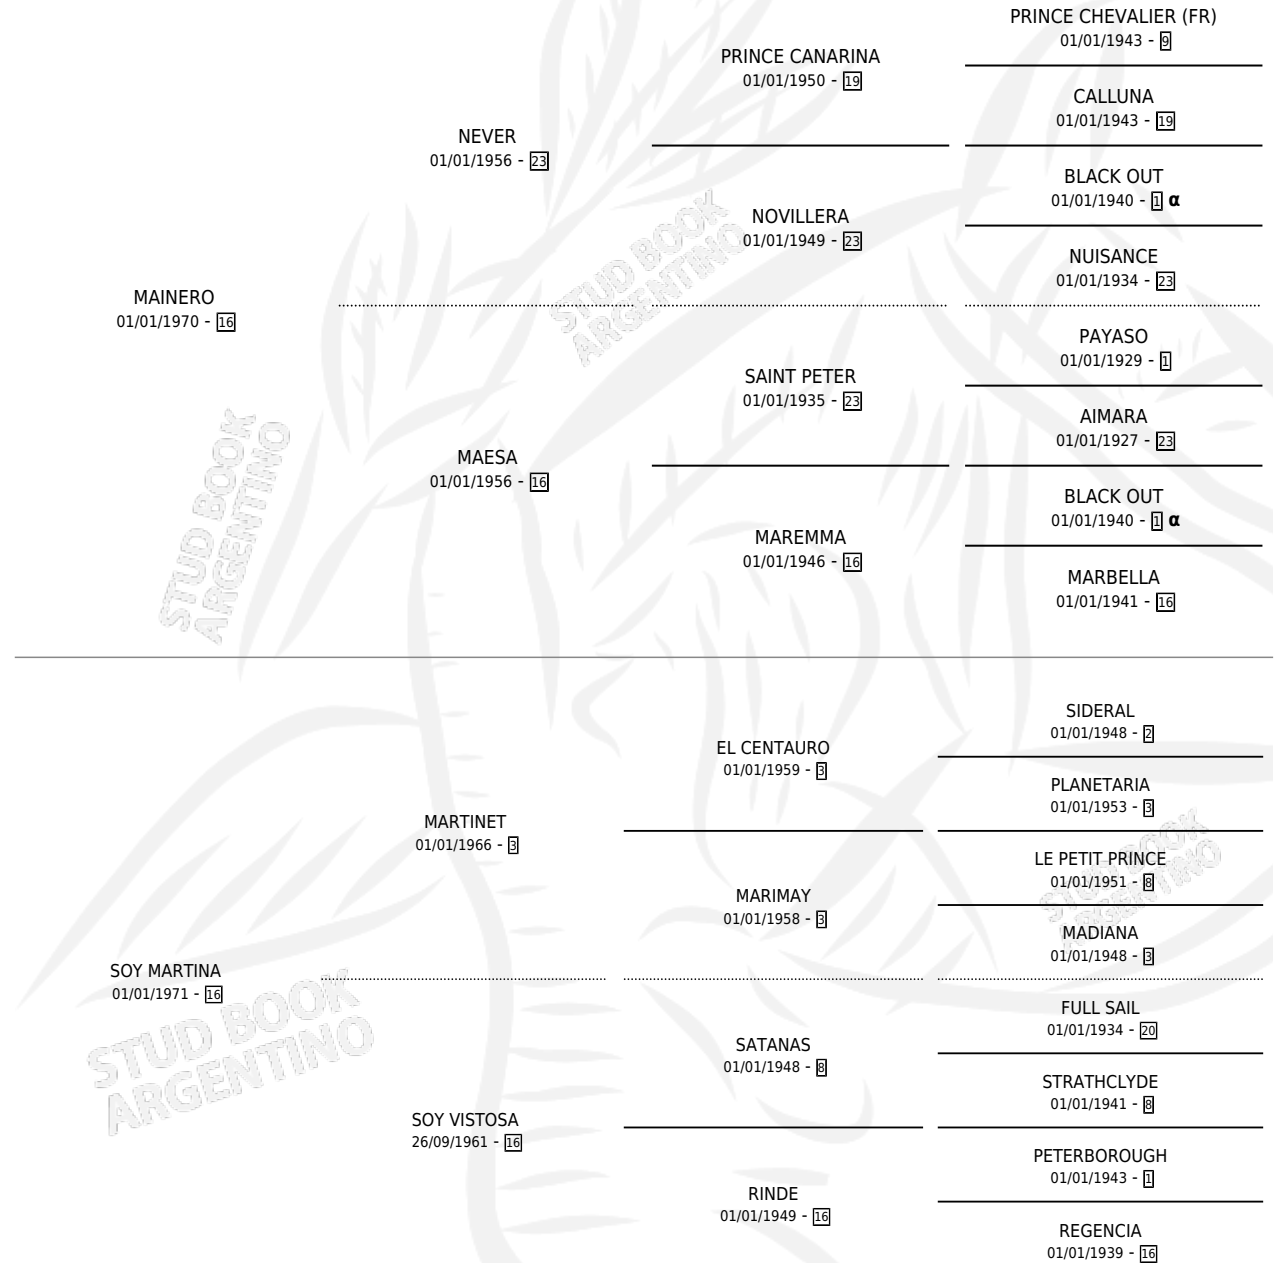 PRINCE CHEVALIER (FR)
01/01/1943 - 9
PRINCE CANARINA
01/01/1950 - 19
CALLUNA
01/01/1943 - 19
NEVER
01/01/1956 - 23
BLACK OUT
01/01/1940 - 1 α
NOVILLERA
01/01/1949 - 23
NUISANCE
01/01/1934 - 23
MAINERO
01/01/1970 - 16
PAYASO
01/01/1929 - 1
SAINT PETER
01/01/1935 - 23
AIMARA
01/01/1927 - 23
MAESA
01/01/1956 - 16
BLACK OUT
01/01/1940 - 1 α
MAREMMA
01/01/1946 - 16
MARBELLA
01/01/1941 - 16
SIDERAL
01/01/1948 - 2
EL CENTAURO
01/01/1959 - 3
PLANETARIA
01/01/1953 - 3
MARTINET
01/01/1966 - 3
LE PETIT PRINCE
01/01/1951 - 8
MARIMAY
01/01/1958 - 3
MADIANA
01/01/1948 - 3
SOY MARTINA
01/01/1971 - 16
FULL SAIL
01/01/1934 - 20
SATANAS
01/01/1948 - 8
STRATHCLYDE
01/01/1941 - 8
SOY VISTOSA
26/09/1961 - 16
PETERBOROUGH
01/01/1943 - 1
RINDE
01/01/1949 - 16
REGENCIA
01/01/1939 - 16
STUD BOOK
ARGENTINO
STUD BOOK
ARGENTINO
STUD BOOK
ARGENTINO
STUD BOOK
ARGENTINO